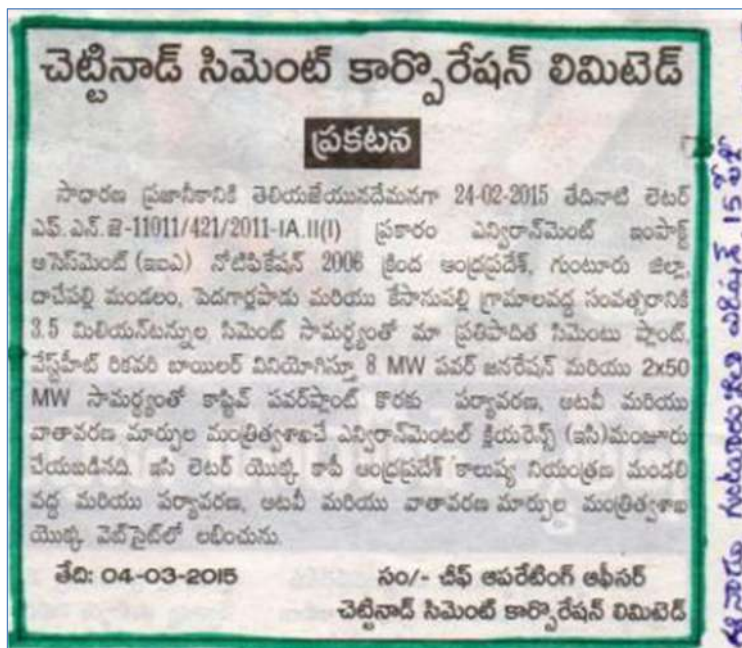 చెట్టినాడ్ సిమెంట్ కార్పొరేషన్ లిమిటెడ్
ప్రకటన
సాధారణ ప్రజానీకానికి తెలియజేయునదేమనగా 24-02-2015 తేదినాటి లెటర్
ఎఫ్.ఎన్.జె-11011/421/2011-IA.II(I) ప్రకారం ఎన్విరాన్‌మెంట్ ఇంపాక్ట్
అసెస్‌మెంట్ (ఇఐఎ) నోటిఫికేషన్ 2006 క్రింద ఆంధ్రప్రదేశ్, గుంటూరు జిల్లా,
దాచేపల్లి మండలం, పెదగార్లపాడు మరియు కేసానుపల్లి గ్రామాలవద్ద సంవత్సరానికి
3.5 మిలియన్‌టన్నుల సిమెంట్ సామర్థ్యంతో మా ప్రతిపాదిత సిమెంటు ప్లాంట్,
వేస్ట్‌హీట్ రికవరి బాయిలర్ వినియోగిస్తూ 8 MW పవర్ జనరేషన్ మరియు 2x50
MW సామర్థ్యంతో కాప్టివ్ పవర్‌ప్లాంట్ కొరకు పర్యావరణ, అటవీ మరియు
వాతావరణ మార్పుల మంత్రిత్వశాఖచే ఎన్విరాన్‌మెంటల్ క్లియరెన్స్ (ఇసి)మంజూరు
చేయబడినది. ఇసి లెటర్ యొక్క కాపీ ఆంధ్రప్రదేశ్ కాలుష్య నియంత్రణ మండలి
వద్ద మరియు పర్యావరణ, అటవీ మరియు వాతావరణ మార్పుల మంత్రిత్వశాఖ
యొక్క వెబ్‌సైట్‌లో లభించును.
తేది: 04-03-2015 సం/- చీఫ్ ఆపరేటింగ్ ఆఫీసర్
చెట్టినాడ్ సిమెంట్ కార్పొరేషన్ లిమిటెడ్
ఈనాడు గుంటూరు జిల్లా ఎడిషన్ 15